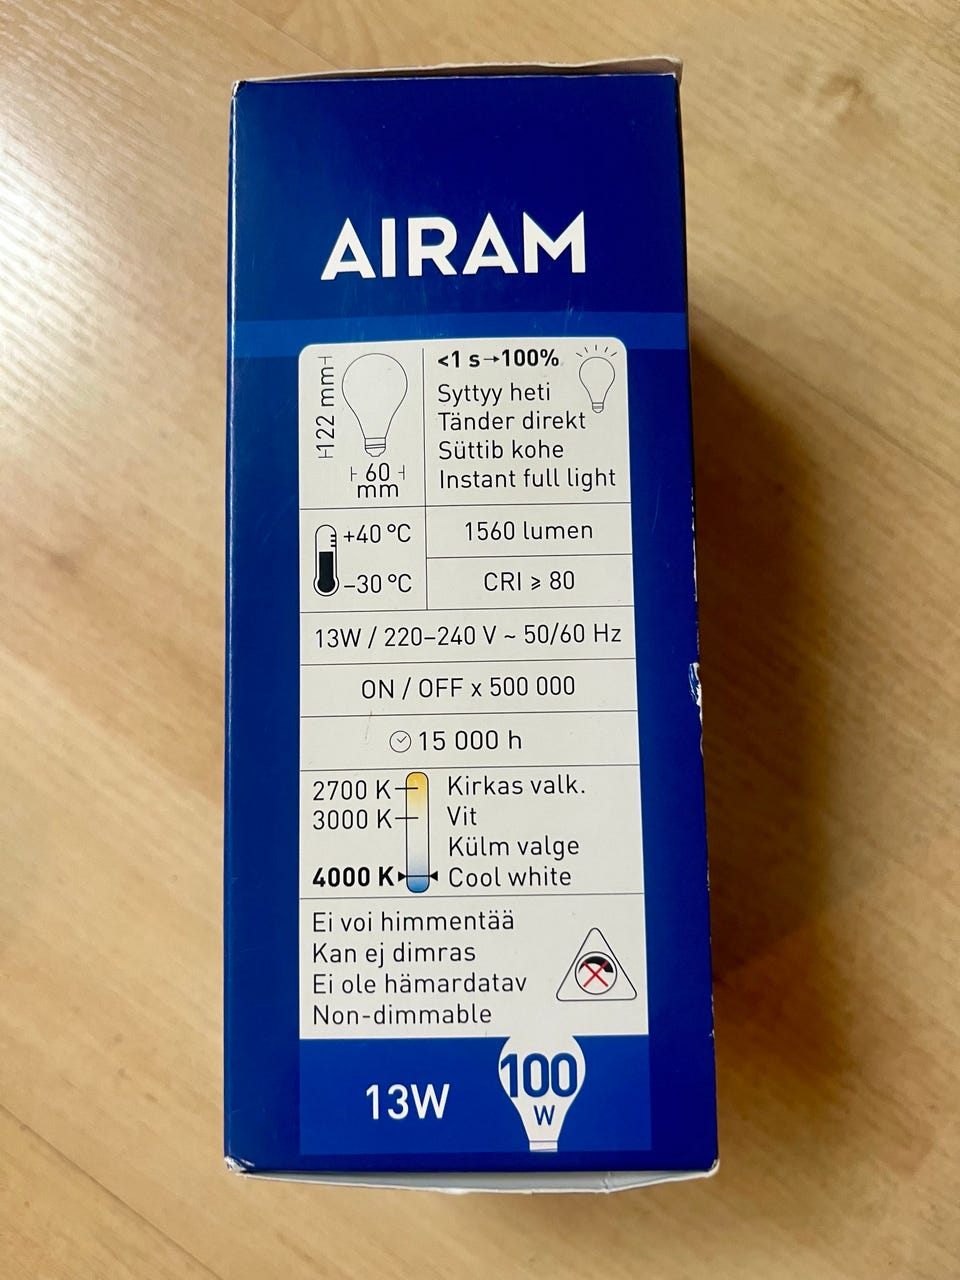 AIRAM
122 mm
60
mm
<1 s→100%
Syttyy heti
Tänder direkt
Süttib kohe
Instant full light
+40 °C
–30 °C
1560 lumen
CRI ⩾ 80
13W / 220–240 V ~ 50/60 Hz
ON / OFF x 500 000
15 000 h
2700 K
3000 K
4000 K
Kirkas valk.
Vit
Külm valge
Cool white
Ei voi himmentää
Kan ej dimras
Ei ole hämardatav
Non-dimmable
13W
100
W